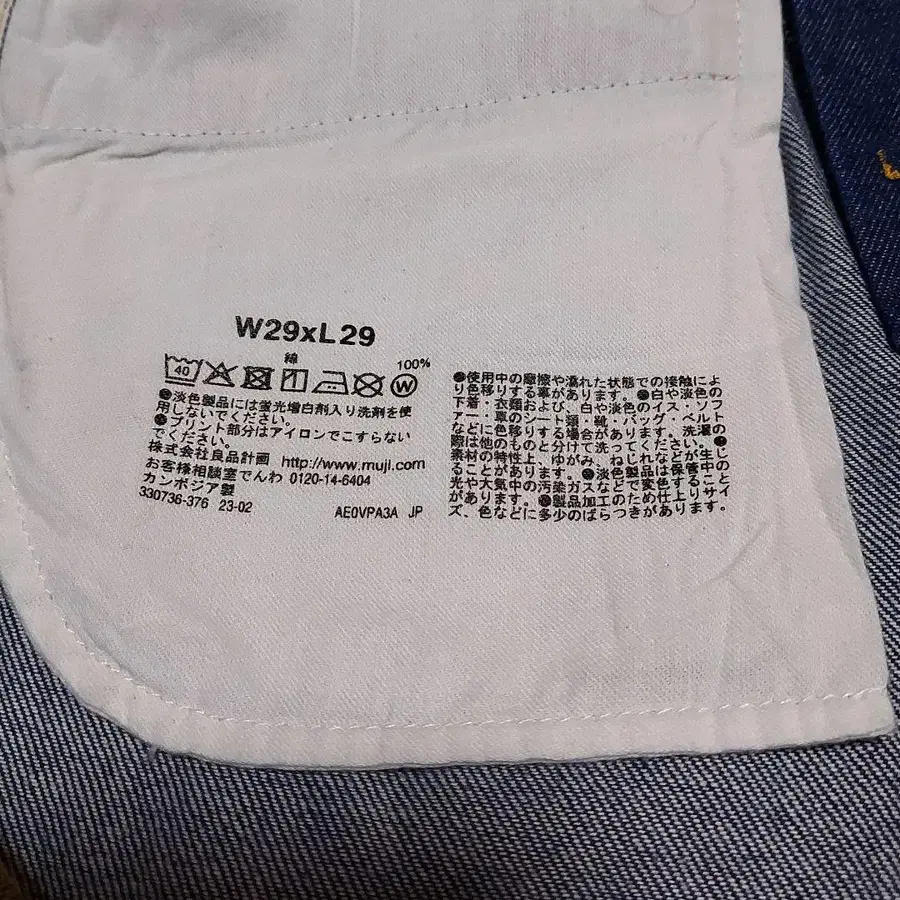 W29xL29
綿 100%
40
W
●淡色製品には蛍光増白剤入り洗剤を使
用しないでください。
●プリント部分はアイロンでこすらない
でください。
株式会社良品計画 http://www.muji.com
お客様相談室でんわ 0120-14-6404
カンボジア製
330736-376 23-02
AE0VPA3A JP
●使用中の摩擦や濡れた状態での接触によ
り色移りする事があります。●白や淡色の
下着・衣類および、白や淡色のイス・ソフ
ァー・車のシート類・靴・バッグ・ベルト
などに色移りする場合があります。洗濯の
際は他のものと分けて洗ってください。●
素材の特性上、ゆがみ、ねじれなどが生じ
ることがあります。●淡色製品は保管中の
光や大気中の汚染ガスなどで変色すること
があります。●製品加工のため仕上りサイ
ズ、色などに多少のばらつきがあります。